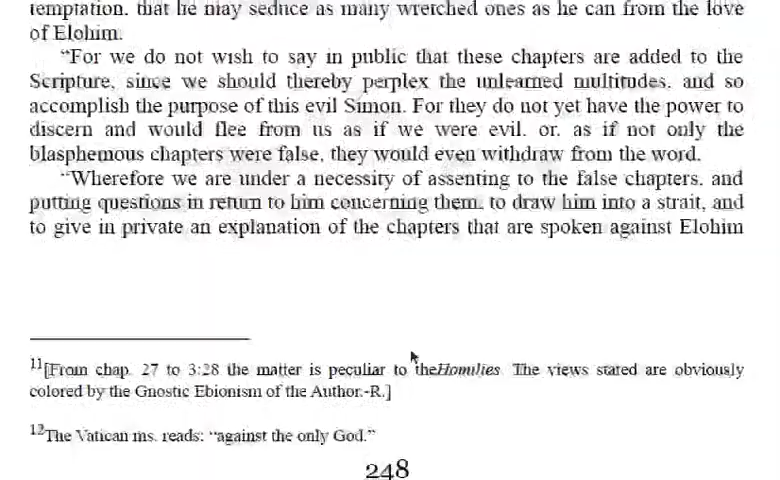 temptation, that he may seduce as many wretched ones as he can from the love
of Elohim.
“For we do not wish to say in public that these chapters are added to the
Scripture, since we should thereby perplex the unlearned multitudes, and so
accomplish the purpose of this evil Simon. For they do not yet have the power to
discern and would flee from us as if we were evil, or, as if not only the
blasphemous chapters were false, they would even withdraw from the word.
“Wherefore we are under a necessity of assenting to the false chapters, and
putting questions in return to him concerning them, to draw him into a strait, and
to give in private an explanation of the chapters that are spoken against Elohim
11[From chap. 27 to 3:28 the matter is peculiar to theHomilies. The views stated are obviously
colored by the Gnostic Ebionism of the Author.-R.]
12The Vatican ms. reads: “against the only God.”
248